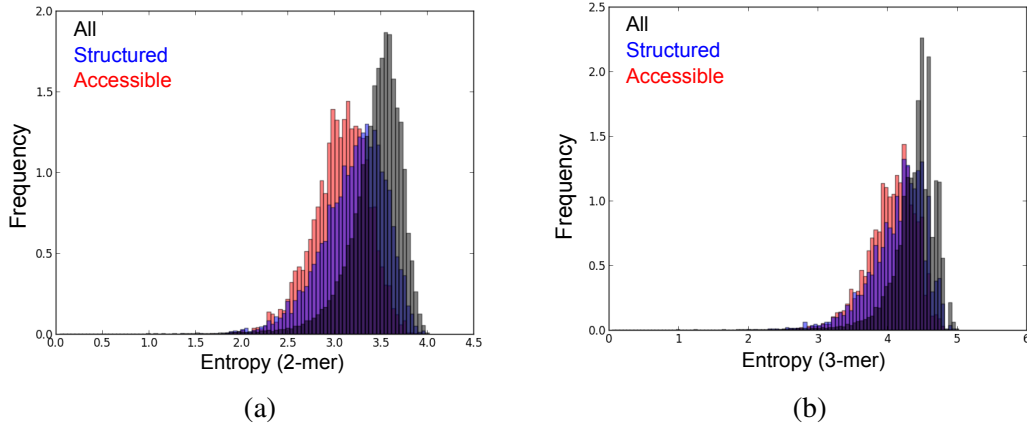 2.0
1.5
1.0
0.5
0.0
Frequency
All
Structured
Accessible
0.0 0.5 1.0 1.5 2.0 2.5 3.0 3.5 4.0 4.5
Entropy (2-mer)
(a)
2.5
2.0
1.5
1.0
0.5
0.0
Frequency
All
Structured
Accessible
0 1 2 3 4 5 6
Entropy (3-mer)
(b)